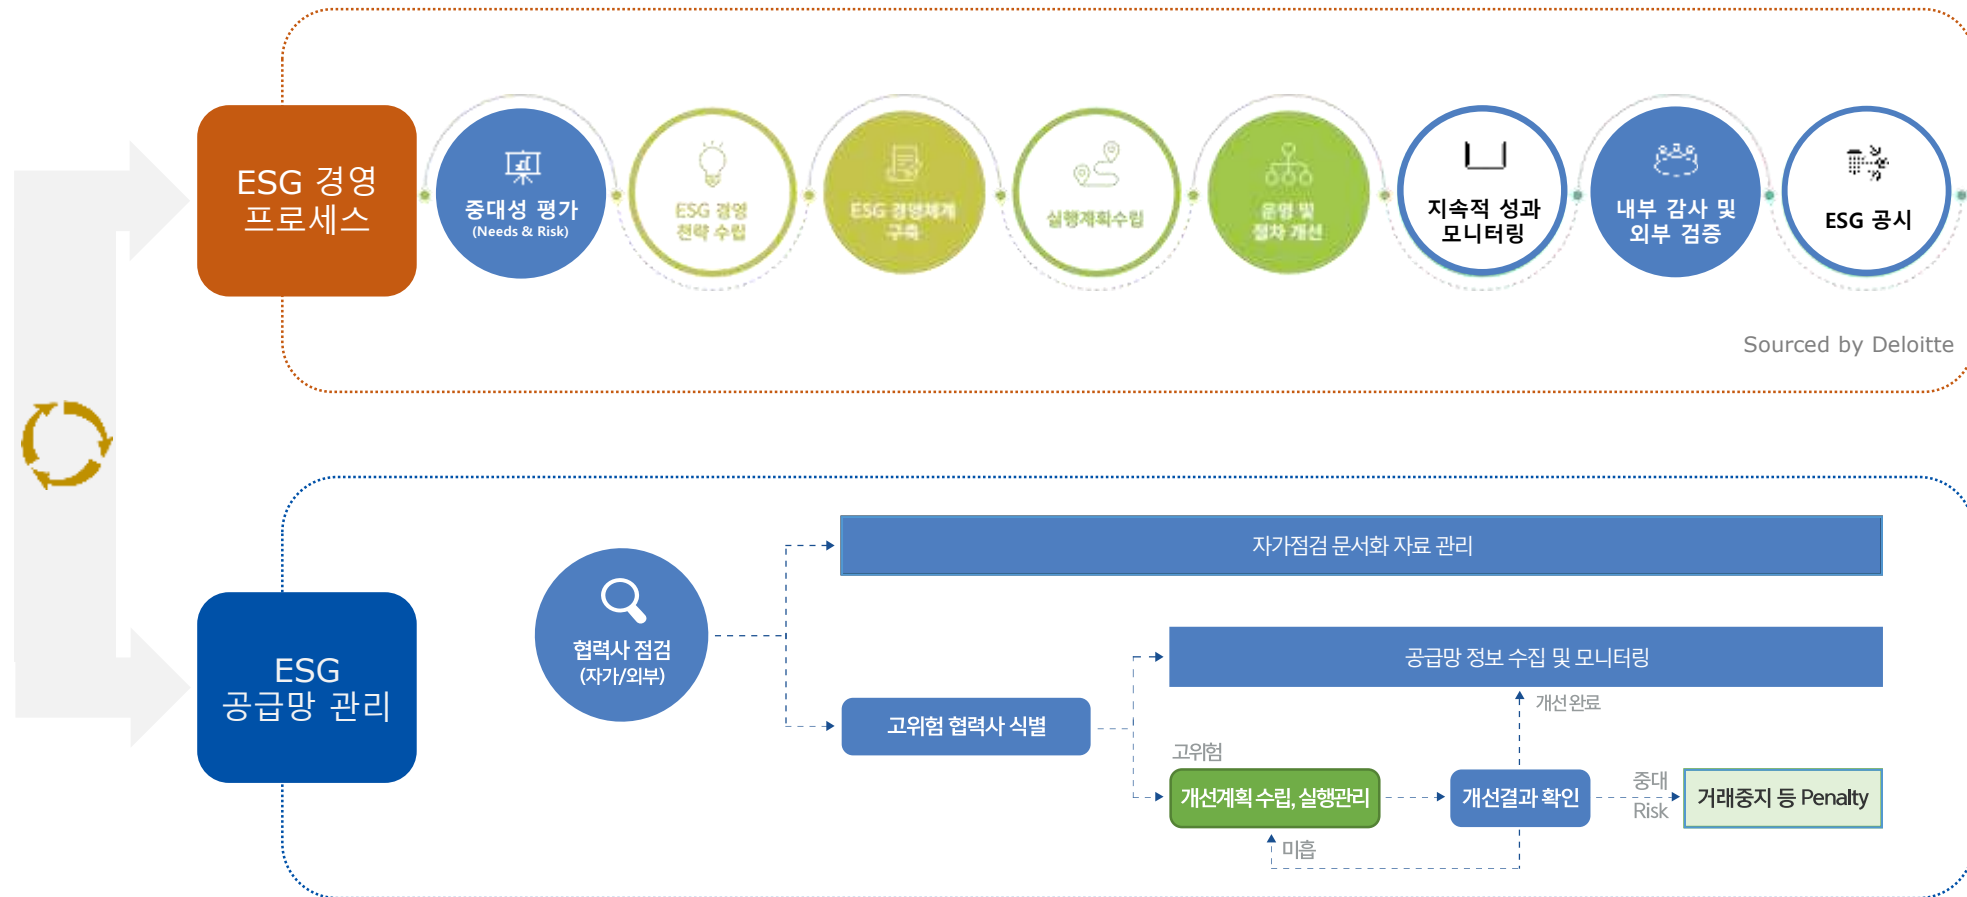 ESG 경영
프로세스
중대성 평가
(Needs & Risk)
ESG 경영
전략 수립
ESG 경영체계
구축
실행계획수립
운영 및
절차 개선
지속적 성과
모니터링
내부 감사 및
외부 검증
ESG 공시
Sourced by Deloitte
ESG
공급망 관리
협력사 점검
(자가/외부)
자가점검 문서화 자료 관리
고위험 협력사 식별
공급망 정보 수집 및 모니터링
개선 완료
고위험
개선계획 수립, 실행관리
개선결과 확인
중대
Risk
거래중지 등 Penalty
미흡